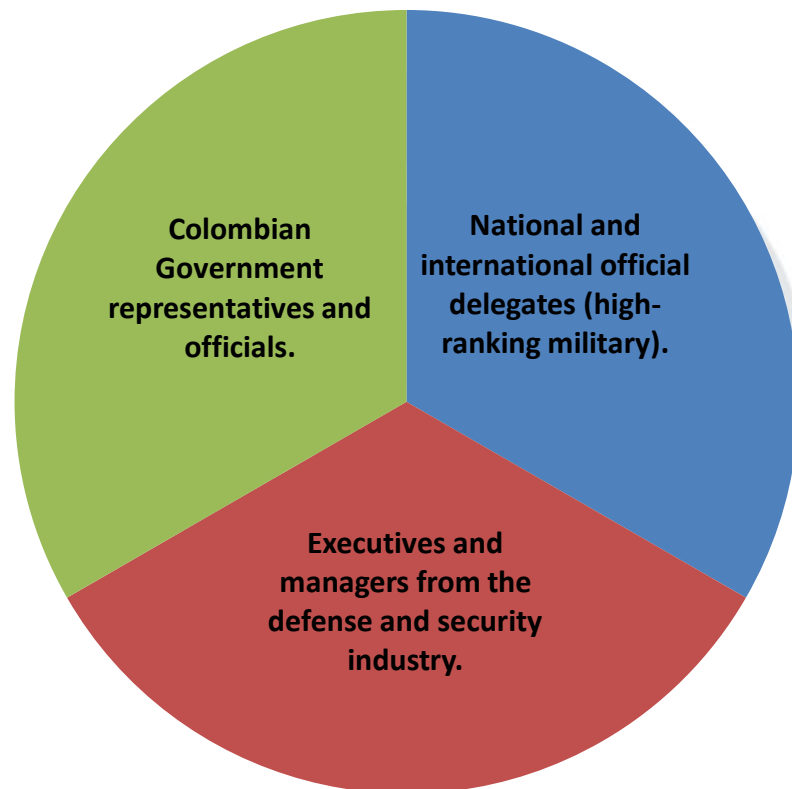 Colombian
Government
representatives and
officials.
National and
international official
delegates (high-
ranking military).
Executives and
managers from the
defense and security
industry.